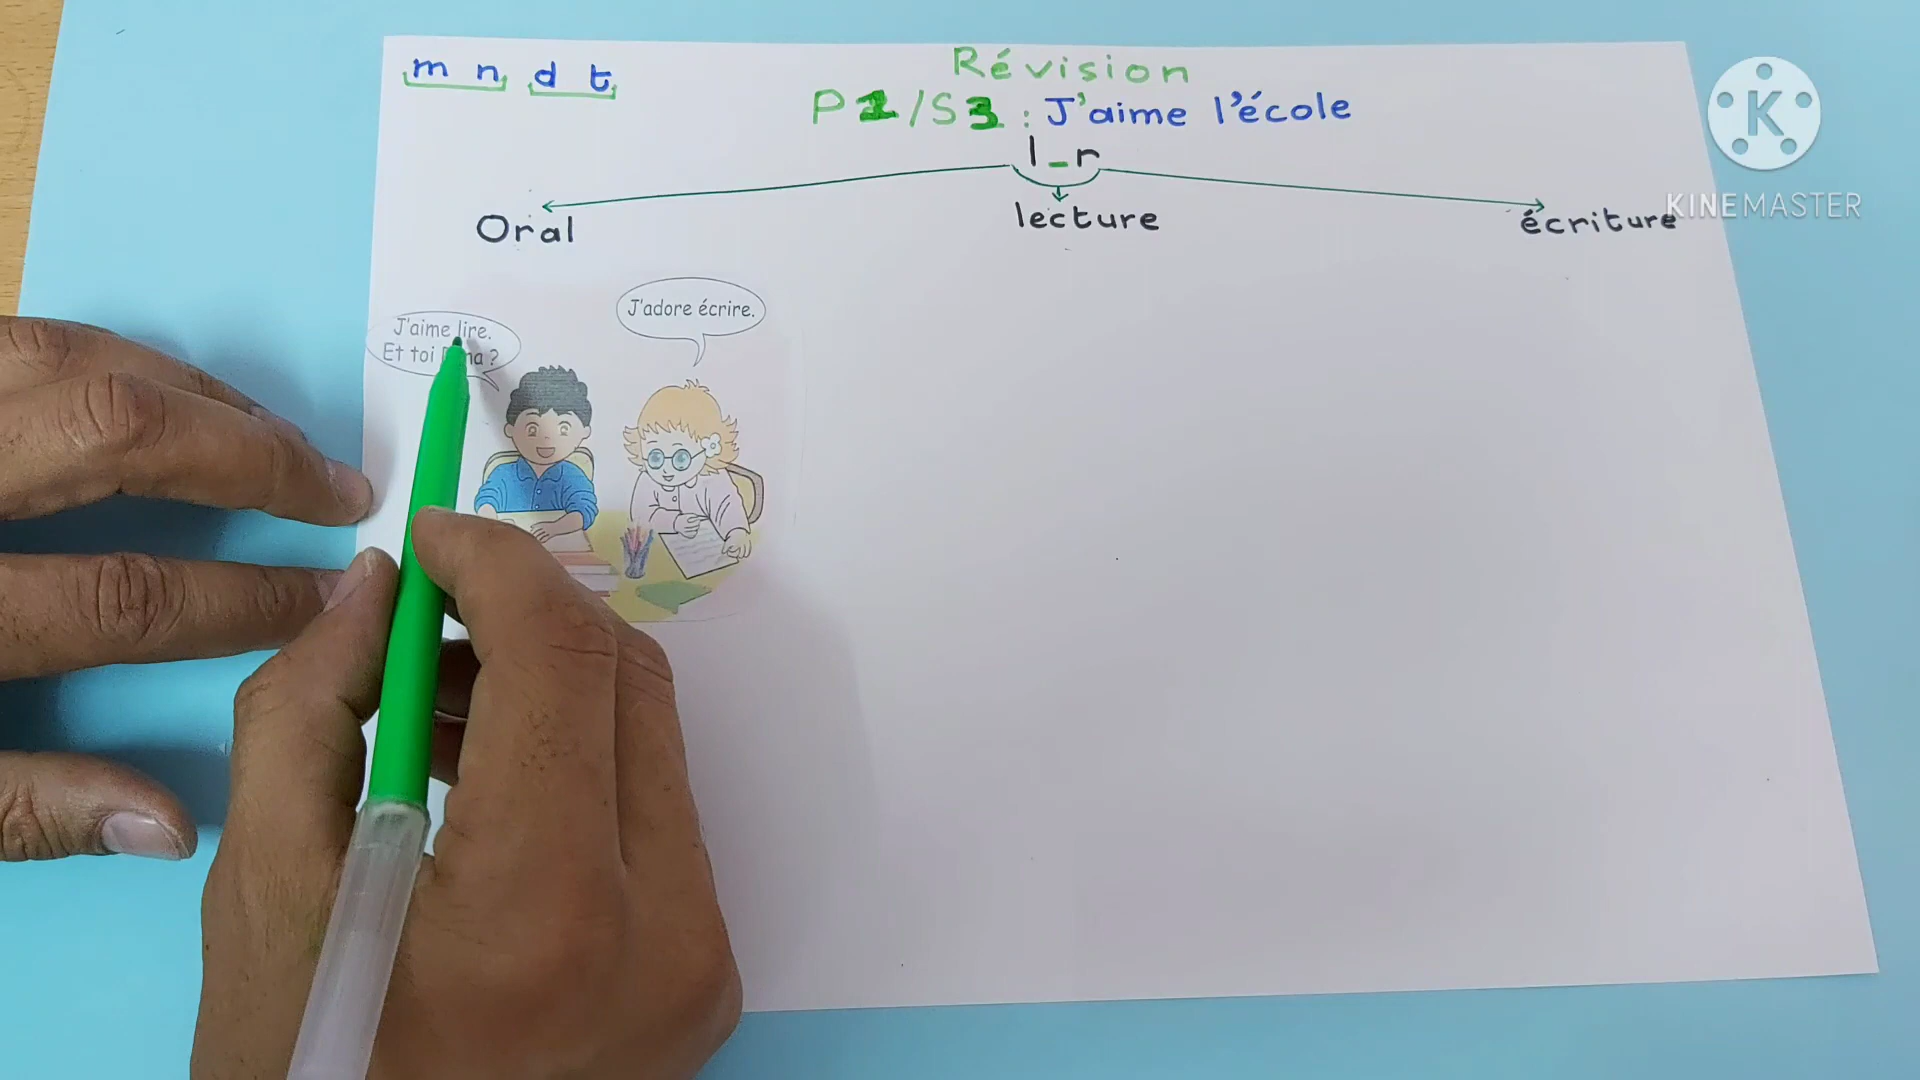 m n d t
Révision
P1/S3 : J'aime l'école
l_r
Oral
lecture
écriture
J'aime lire.
Et toi ?
J'adore écrire.
K
KINEMASTER